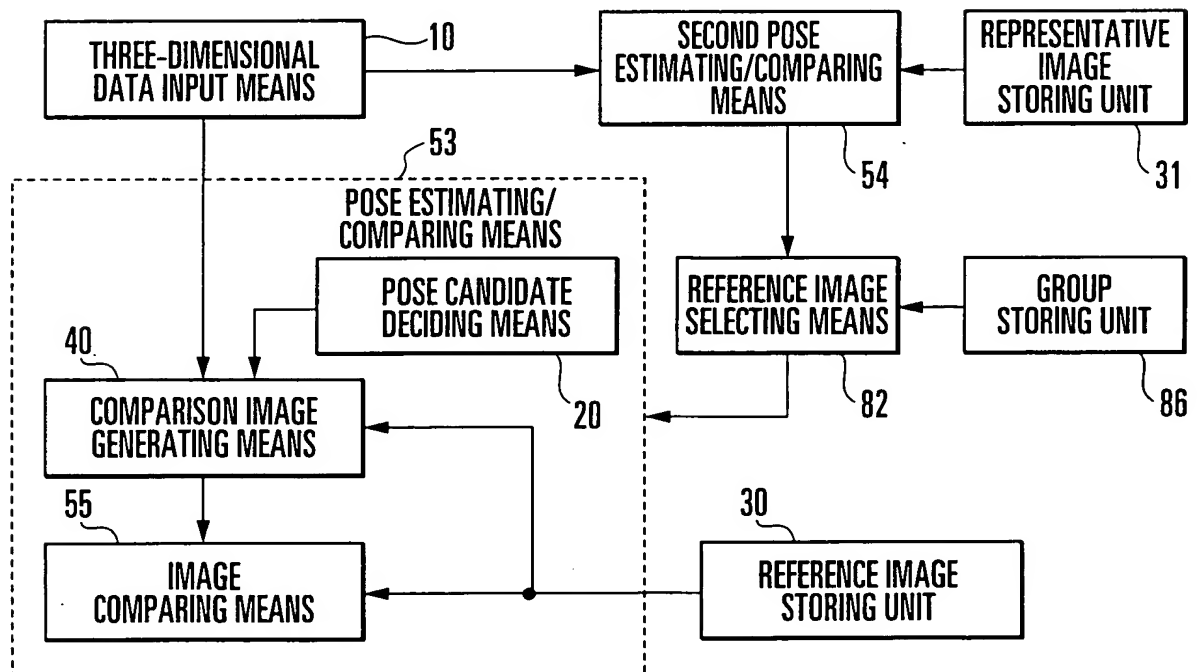 THREE-DIMENSIONAL
DATA INPUT MEANS
10
SECOND POSE
ESTIMATING/COMPARING
MEANS
54
REPRESENTATIVE
IMAGE
STORING UNIT
31
53
POSE ESTIMATING/
COMPARING MEANS
POSE CANDIDATE
DECIDING MEANS
20
REFERENCE IMAGE
SELECTING MEANS
82
GROUP
STORING UNIT
86
40
COMPARISON IMAGE
GENERATING MEANS
55
IMAGE
COMPARING MEANS
30
REFERENCE IMAGE
STORING UNIT